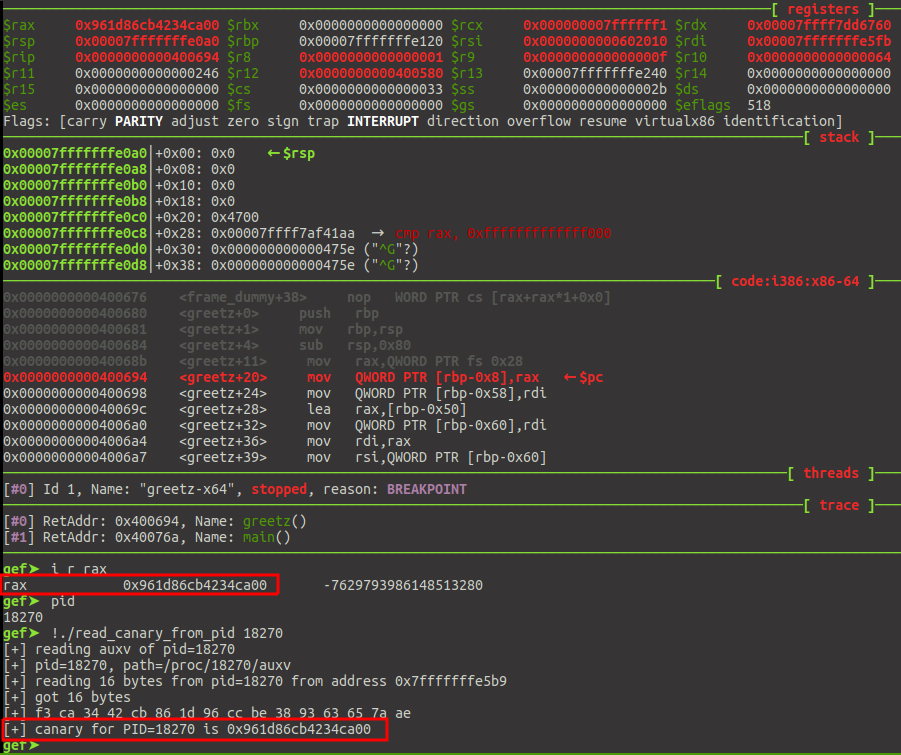 [ registers ]
$rax 0x961d86cb4234ca00 $rbx 0x0000000000000000 $rcx 0x000000007ffffff1 $rdx 0x00007ffff7dd6760
$rsp 0x00007fffffffe0a0 $rbp 0x00007fffffffe120 $rsi 0x0000000000602010 $rdi 0x00007fffffffe5fb
$rip 0x0000000000400694 $r8 0x0000000000000001 $r9 0x000000000000000f $r10 0x0000000000000064
$r11 0x0000000000000246 $r12 0x0000000000400580 $r13 0x00007fffffffe240 $r14 0x0000000000000000
$r15 0x0000000000000000 $cs 0x0000000000000033 $ss 0x000000000000002b $ds 0x0000000000000000
$es 0x0000000000000000 $fs 0x0000000000000000 $gs 0x0000000000000000 $eflags 518
Flags: [carry PARITY adjust zero sign trap INTERRUPT direction overflow resume virtualx86 identification]
[ stack ]
0x00007fffffffe0a0│+0x00: 0x0 ←$rsp
0x00007fffffffe0a8│+0x08: 0x0
0x00007fffffffe0b0│+0x10: 0x0
0x00007fffffffe0b8│+0x18: 0x0
0x00007fffffffe0c0│+0x20: 0x4700
0x00007fffffffe0c8│+0x28: 0x00007ffff7af41aa → cmp rax, 0xfffffffffffff000
0x00007fffffffe0d0│+0x30: 0x000000000000475e ("^G"?)
0x00007fffffffe0d8│+0x38: 0x000000000000475e ("^G"?)
[ code:i386:x86-64 ]
0x0000000000400676 <frame_dummy+38> nop WORD PTR cs [rax+rax*1+0x0]
0x0000000000400680 <greetz+0> push rbp
0x0000000000400681 <greetz+1> mov rbp,rsp
0x0000000000400684 <greetz+4> sub rsp,0x80
0x000000000040068b <greetz+11> mov rax,QWORD PTR fs 0x28
0x0000000000400694 <greetz+20> mov QWORD PTR [rbp-0x8],rax ←$pc
0x0000000000400698 <greetz+24> mov QWORD PTR [rbp-0x58],rdi
0x000000000040069c <greetz+28> lea rax,[rbp-0x50]
0x00000000004006a0 <greetz+32> mov QWORD PTR [rbp-0x60],rdi
0x00000000004006a4 <greetz+36> mov rdi,rax
0x00000000004006a7 <greetz+39> mov rsi,QWORD PTR [rbp-0x60]
[ threads ]
[#0] Id 1, Name: "greetz-x64", stopped, reason: BREAKPOINT
[ trace ]
[#0] RetAddr: 0x400694, Name: greetz()
[#1] RetAddr: 0x40076a, Name: main()
gef➤ i r rax
rax 0x961d86cb4234ca00 -7629793986148513280
gef➤ pid
18270
gef➤ !./read_canary_from_pid 18270
[+] reading auxv of pid=18270
[+] pid=18270, path=/proc/18270/auxv
[+] reading 16 bytes from pid=18270 from address 0x7fffffffe5b9
[+] got 16 bytes
[+] f3 ca 34 42 cb 86 1d 96 cc be 38 93 63 65 7a ae
[+] canary for PID=18270 is 0x961d86cb4234ca00
gef➤